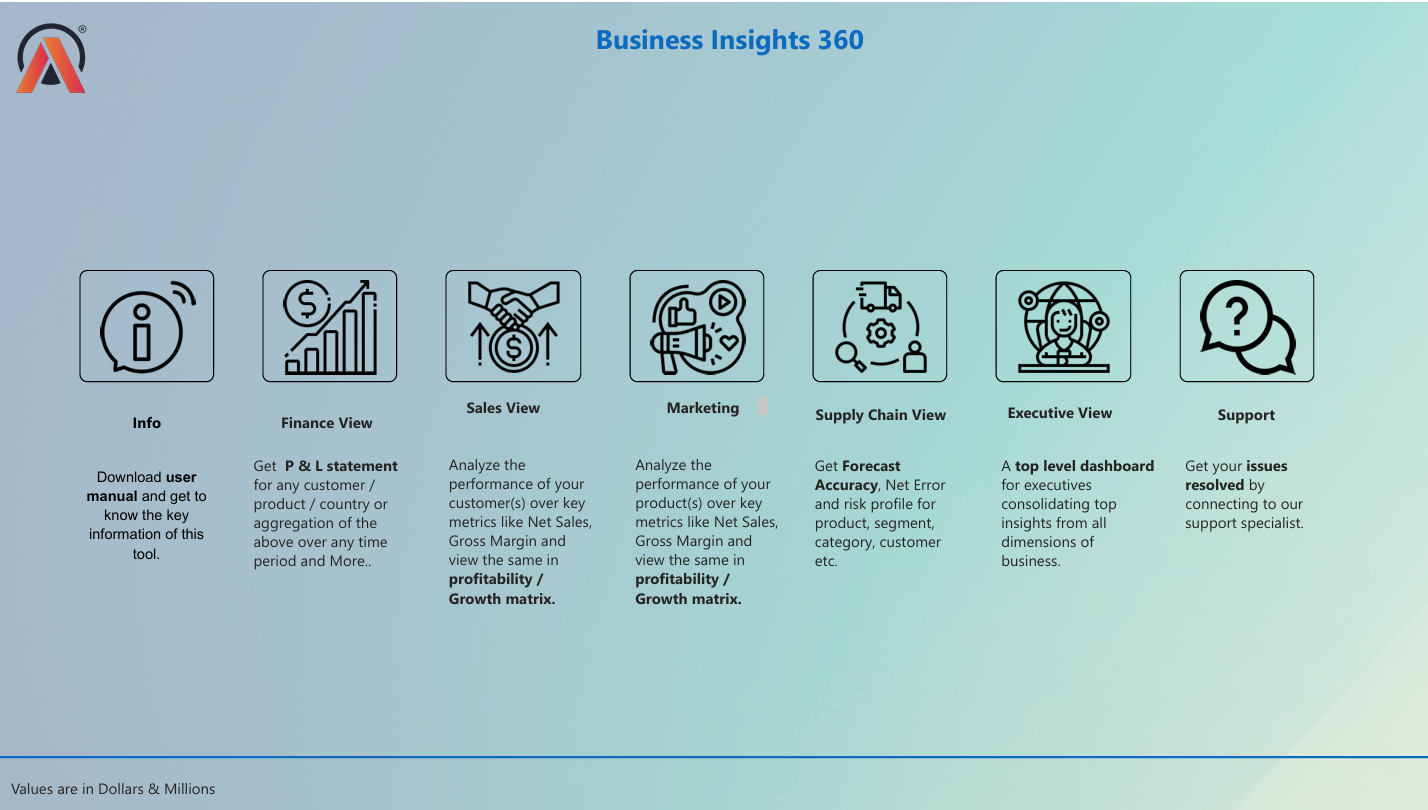 ®
Business Insights 360
Info
Download user
manual and get to
know the key
information of this
tool.
Finance View
Get  P & L statement
for any customer /
product / country or
aggregation of the
above over any time
period and More..
Sales View
Analyze the
performance of your
customer(s) over key
metrics like Net Sales,
Gross Margin and
view the same in
profitability /
Growth matrix.
Marketing
Analyze the
performance of your
product(s) over key
metrics like Net Sales,
Gross Margin and
view the same in
profitability /
Growth matrix.
Supply Chain View
Get Forecast
Accuracy, Net Error
and risk profile for
product, segment,
category, customer
etc.
Executive View
A top level dashboard
for executives
consolidating top
insights from all
dimensions of
business.
Support
Get your issues
resolved by
connecting to our
support specialist.
Values are in Dollars & Millions